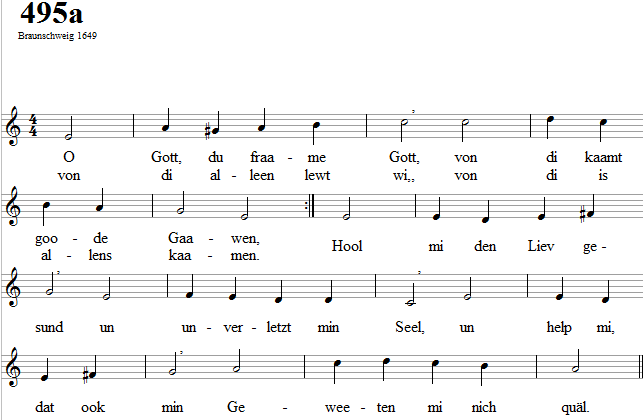 495a
Braunschweig 1649
4
4
O Gott, du fraa - me Gott, von di kaamt
von di al - leen lewt wi,, von di is
goo - de Gaa - wen, Hool mi den Liev ge -
al - lens kaa - men.
sund un un - ver - letzt min Seel, un help mi,
dat ook min Ge - wee - ten mi nich quäl.